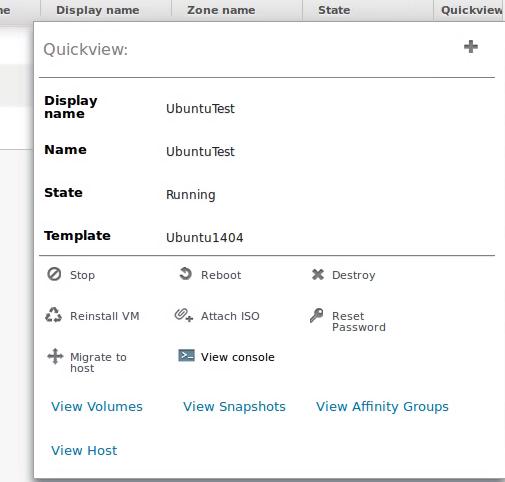 ne Display name Zone name State Quickview
Quickview:
Display name UbuntuTest
Name UbuntuTest
State Running
Template Ubuntu1404
Stop Reboot Destroy
Reinstall VM Attach ISO Reset Password
Migrate to host View console
View Volumes View Snapshots View Affinity Groups
View Host